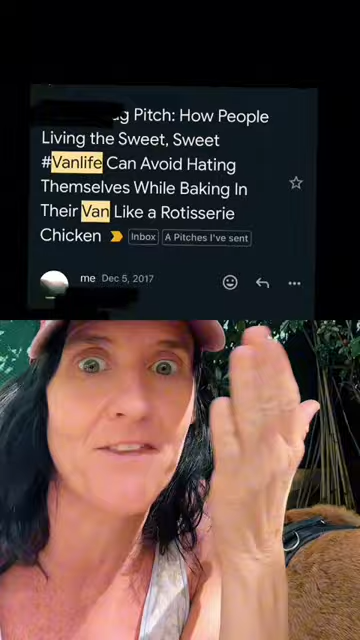 g Pitch: How People
Living the Sweet, Sweet
#Vanlife Can Avoid Hating
Themselves While Baking In
Their Van Like a Rotisserie
Chicken Inbox A Pitches I've sent
me Dec 5, 2017